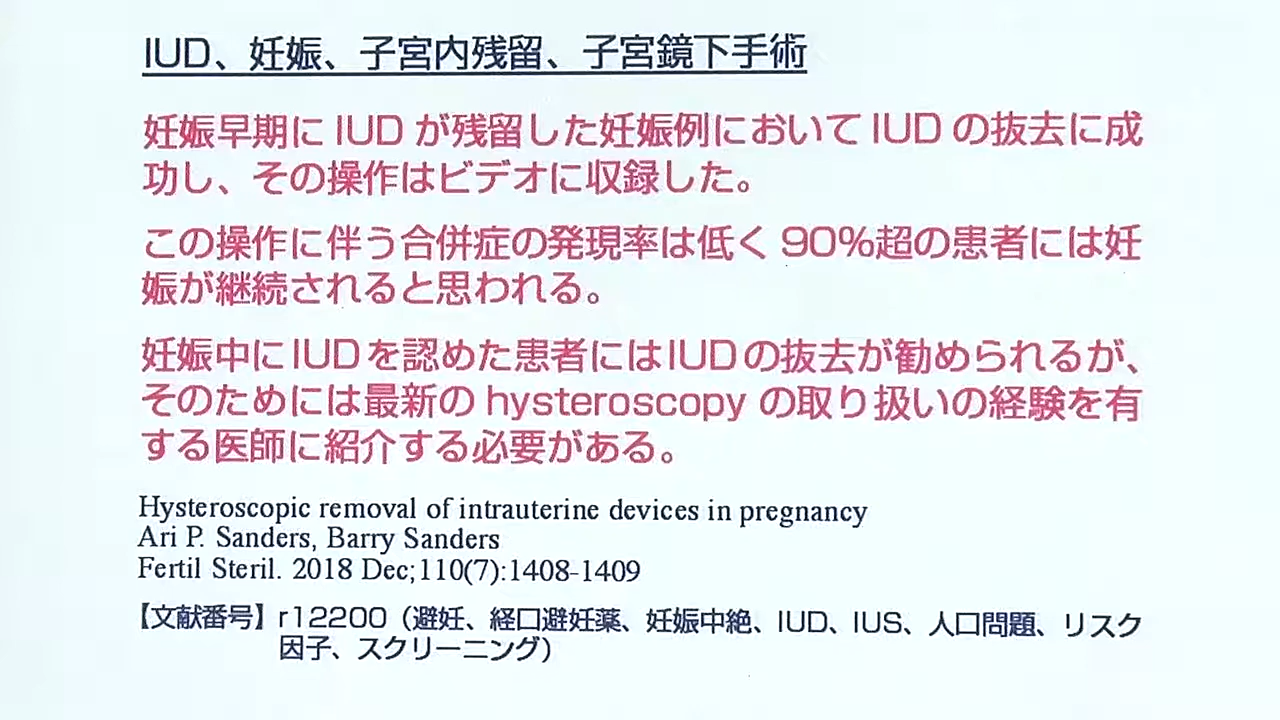 IUD、妊娠、子宮内残留、子宮鏡下手術
妊娠早期に IUD が残留した妊娠例において IUD の抜去に成
功し、その操作はビデオに収録した。
この操作に伴う合併症の発現率は低く 90%超の患者には妊
娠が継続されると思われる。
妊娠中に IUD を認めた患者には IUD の抜去が勧められるが、
そのためには最新の hysteroscopy の取り扱いの経験を有
する医師に紹介する必要がある。
Hysteroscopic removal of intrauterine devices in pregnancy
Ari P. Sanders, Barry Sanders
Fertil Steril. 2018 Dec;110(7):1408-1409
【文献番号】r12200（避妊、経口避妊薬、妊娠中絶、IUD、IUS、人口問題、リスク
因子、スクリーニング）